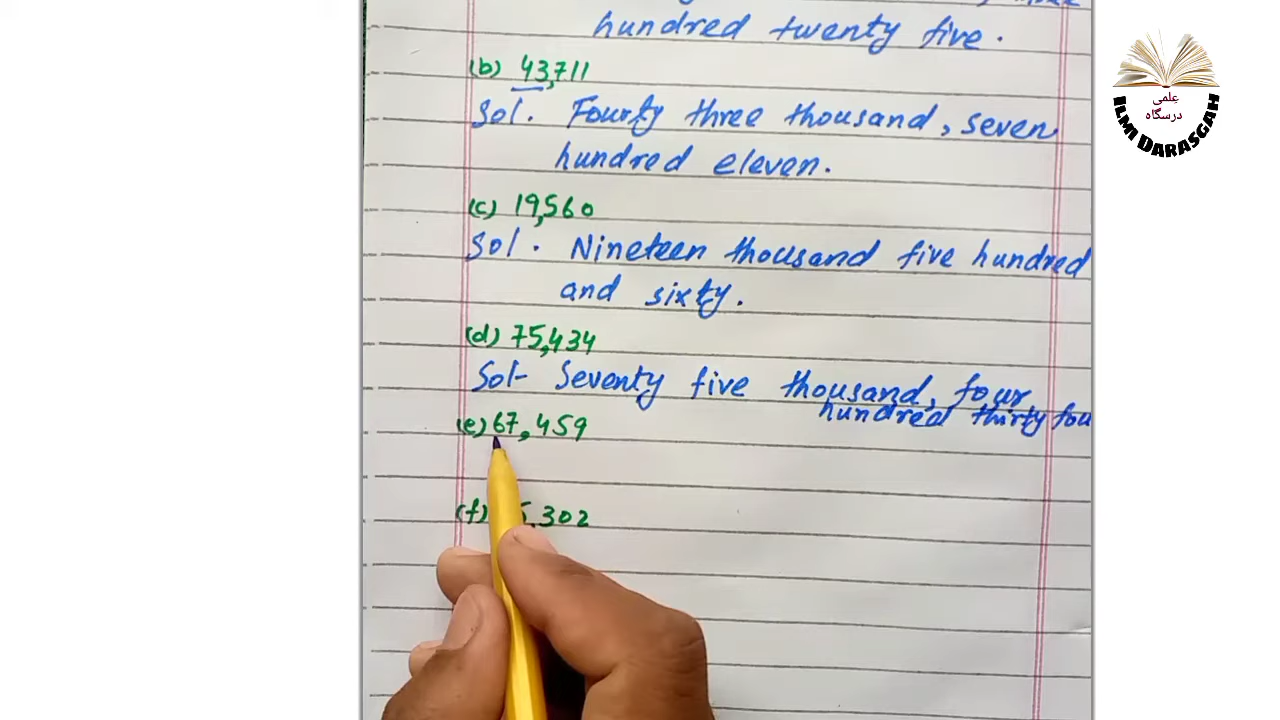 hundred twenty five.
(b) 43,711
Sol. Fourty three thousand, seven
hundred eleven.
(c) 19,560
Sol. Nineteen thousand five hundred
and sixty.
(d) 75,434
Sol- Seventy five thousand, four
hundred thirty fou
(e) 67,459
(f) 5,302
علمی
درسگاه
ILMI DARASGAH